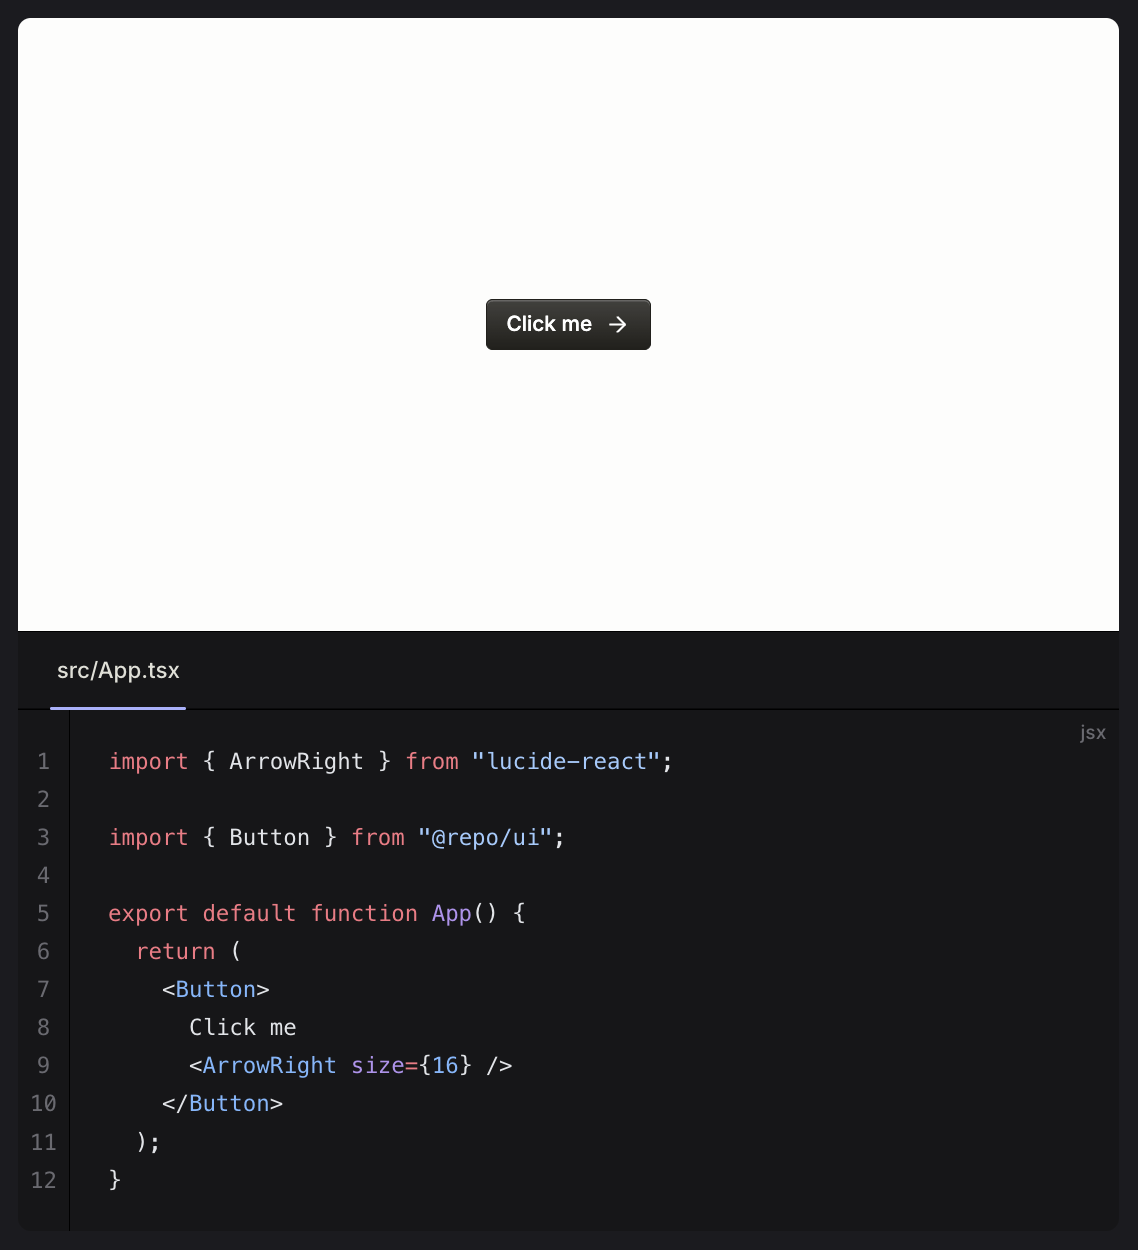 Click me
src/App.tsx
jsx
1 import { ArrowRight } from "lucide-react";
2
3 import { Button } from "@repo/ui";
4
5 export default function App() {
6   return (
7     <Button>
8       Click me
9       <ArrowRight size={16} />
10     </Button>
11   );
12 }